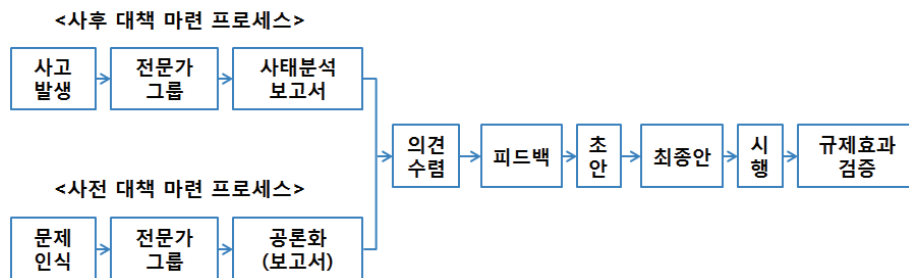 <사후 대책 마련 프로세스>
사고
발생
전문가
그룹
사태분석
보고서
의견
수렴
피드백
초
안
최종안
시
행
규제효과
검증
<사전 대책 마련 프로세스>
문제
인식
전문가
그룹
공론화
(보고서)